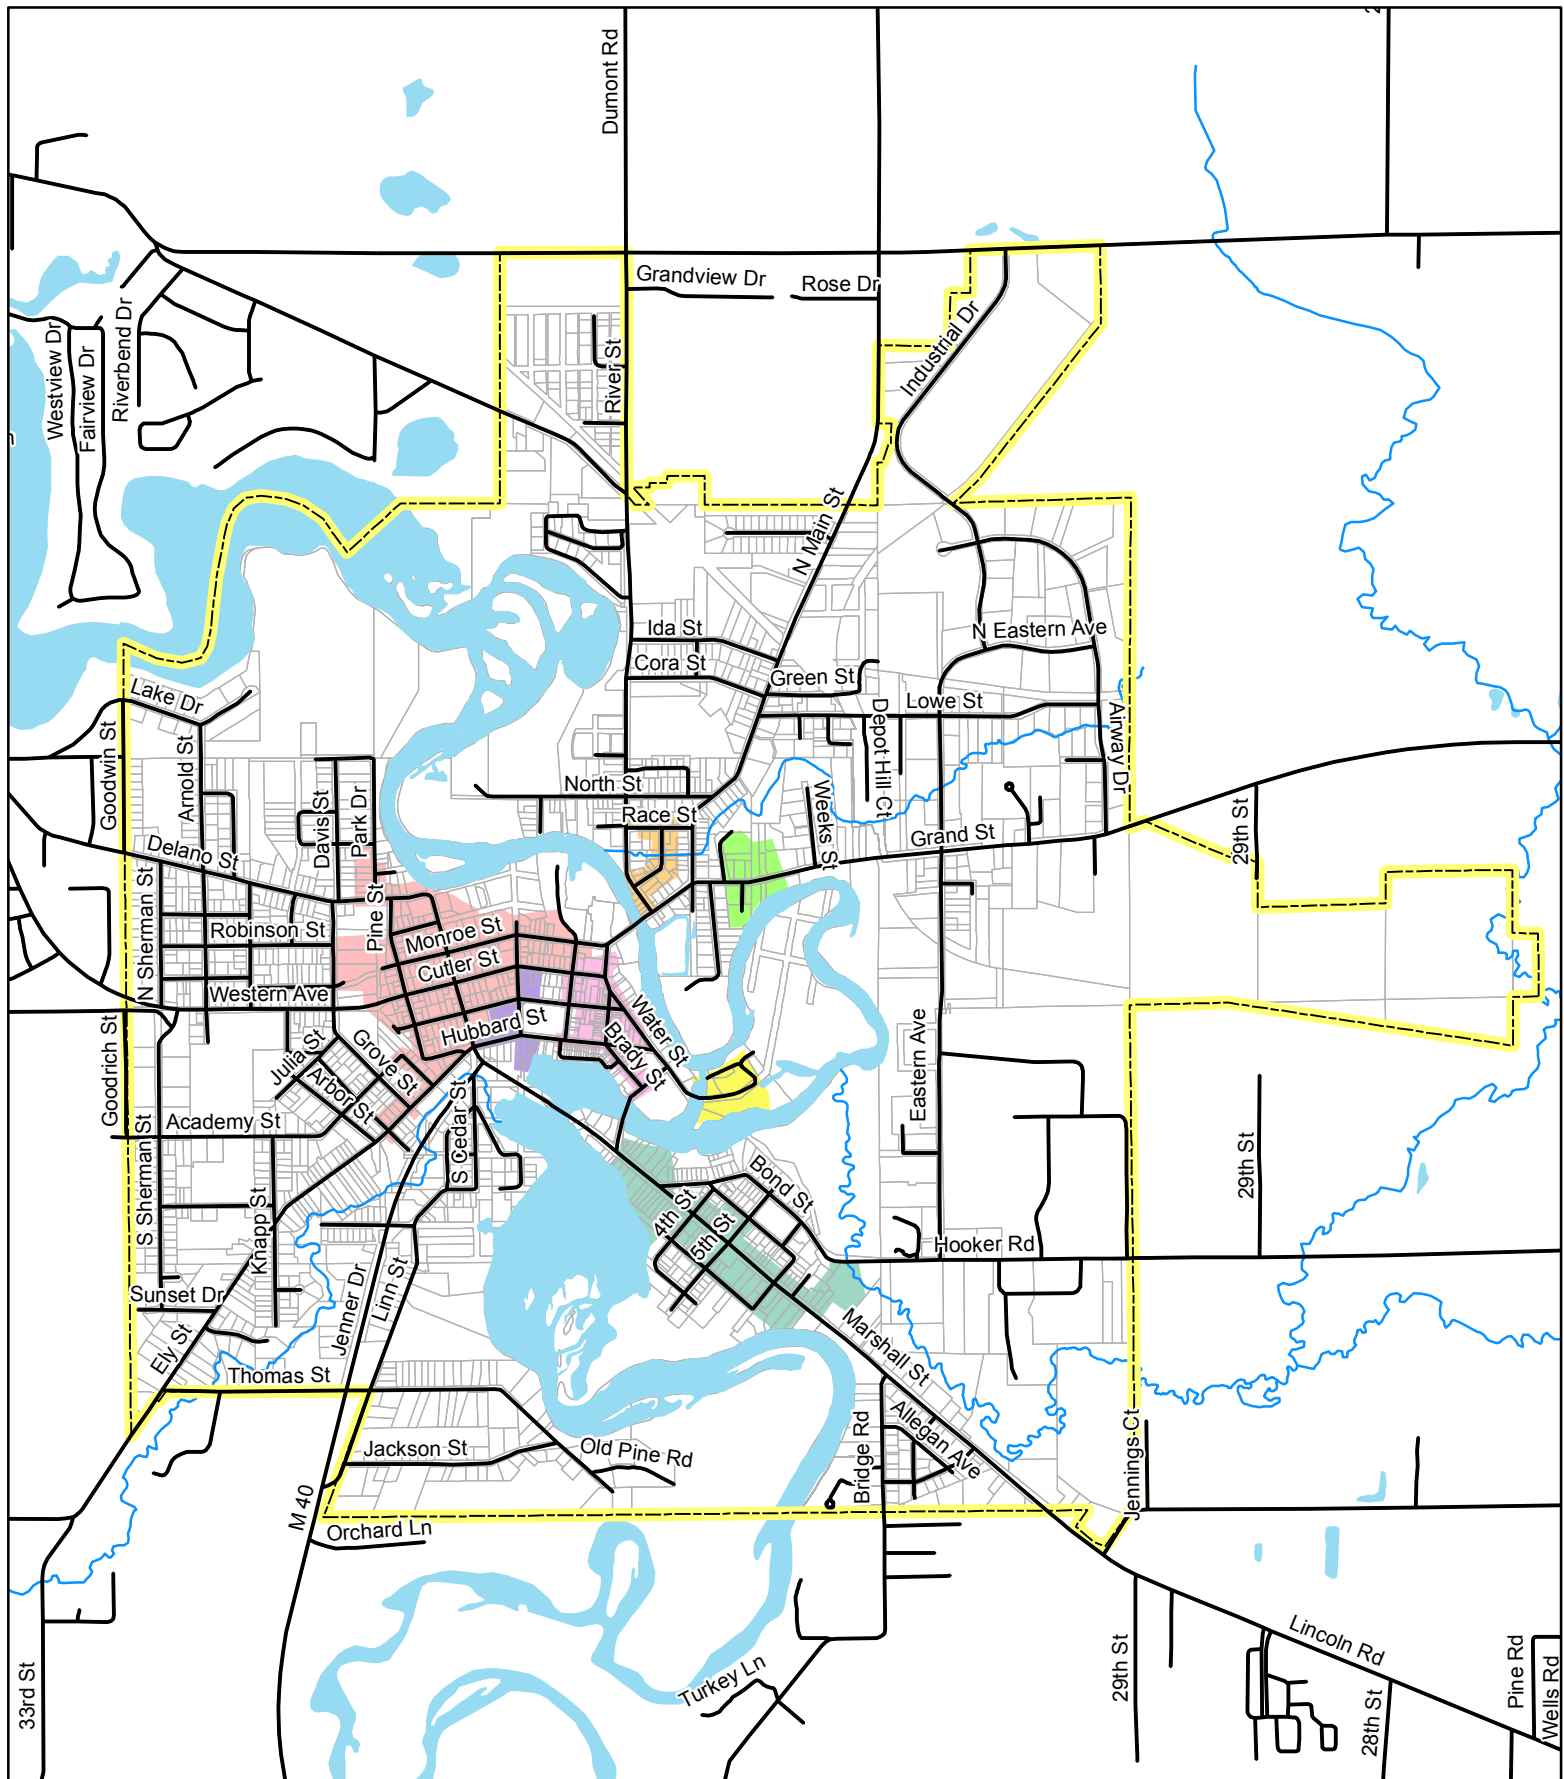 Dumont Rd
Grandview Dr
Rose Dr
Industrial Dr
Riverbend Dr
Westview Dr
Fairview Dr
River St
N Main St
Ida St
N Eastern Ave
Cora St
Green St
Lake Dr
Lowe St
Goodwin St
Arnold St
Depot Hill Ct
Airway Dr
North St
Davis St
Park Dr
Race St
Weeks St
Grand St
29th St
Delano St
N Sherman St
Robinson St
Pine St
Monroe St
Cutler St
Western Ave
Hubbard St
Water St
Brady St
Goodrich St
Julia St
Grove St
Arbor St
Eastern Ave
Academy St
S Cedar St
S Sherman St
Knapp St
29th St
Bond St
4th St
5th St
Hooker Rd
Sunset Dr
Jenner Dr
Linn St
Ely St
Thomas St
Marshall St
Allegan Ave
Jackson St
Old Pine Rd
Bridge Rd
Jennings Ct
M 40
Orchard Ln
Lincoln Rd
33rd St
Turkey Ln
29th St
28th St
Pine Rd
Wells Rd